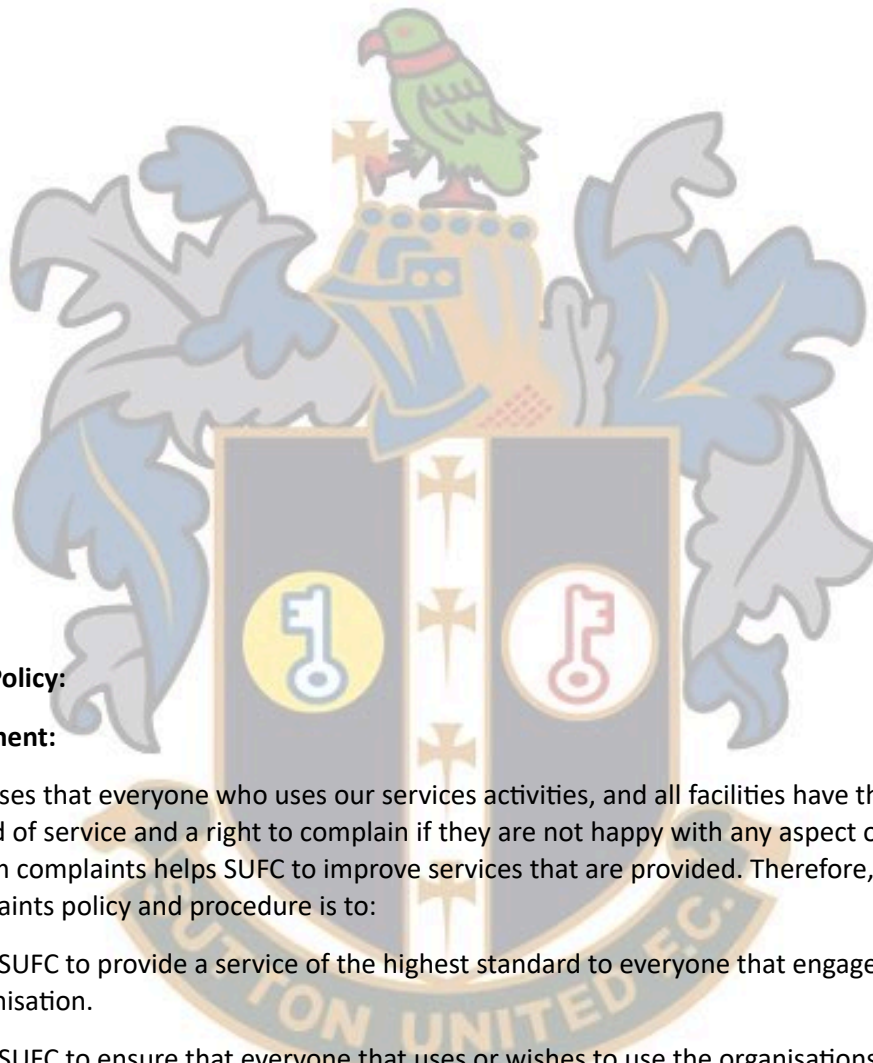 Policy:
ment:
ses that everyone who uses our services activities, and all facilities have th
d of service and a right to complain if they are not happy with any aspect o
n complaints helps SUFC to improve services that are provided. Therefore,
aints policy and procedure is to:
SUFC to provide a service of the highest standard to everyone that engage
nisation.
SUFC to ensure that everyone that uses or wishes to use the organisations
SUTTON UNITED F.C.